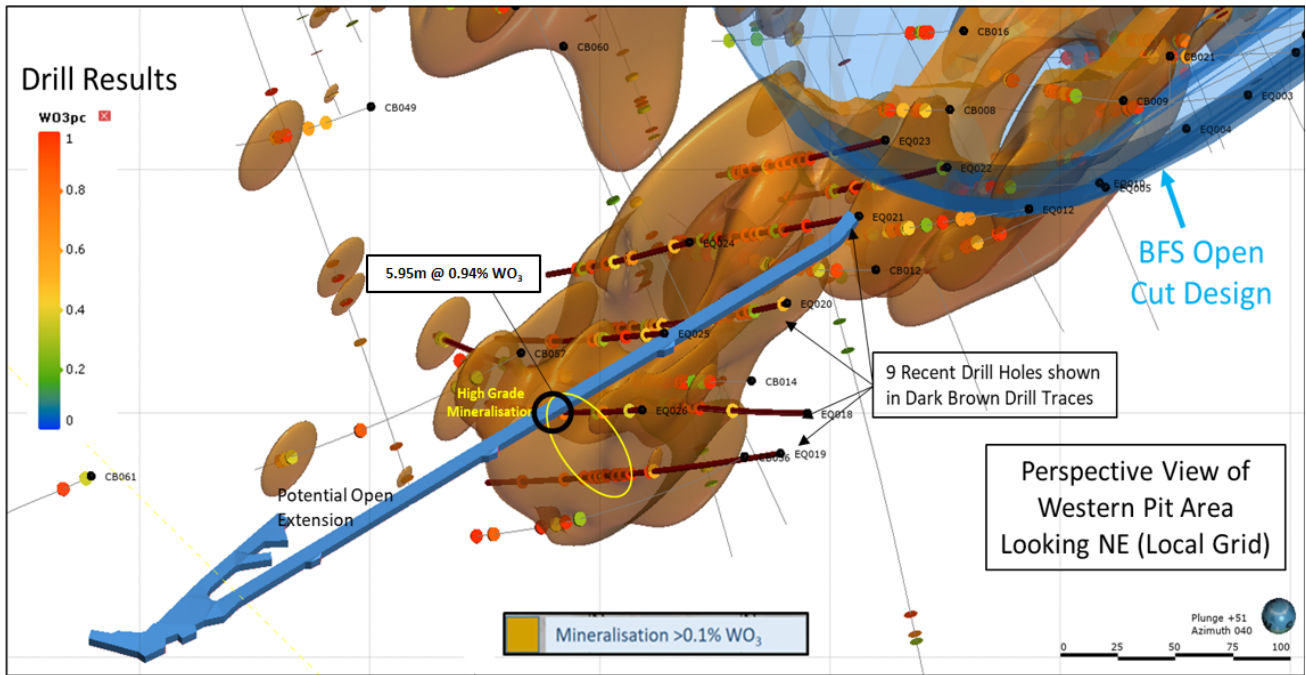 Drill Results
WO3pc
1
0.8
0.6
0.4
0.2
0
CB060
CB049
CB016
CB021
CB008
CB009
EQ003
EQ004
EQ023
EQ022
EQ010
EQ005
EQ021
EQ012
EQ024
CB012
5.95m @ 0.94% WO₃
BFS Open
Cut Design
EQ020
EQ025
CB057
CB014
9 Recent Drill Holes shown
in Dark Brown Drill Traces
High Grade
Mineralisation
EQ026
EQ018
CB056
EQ019
CB061
Potential Open
Extension
Perspective View of
Western Pit Area
Looking NE (Local Grid)
Mineralisation >0.1% WO₃
Plunge +51
Azimuth 040
0 25 50 75 100